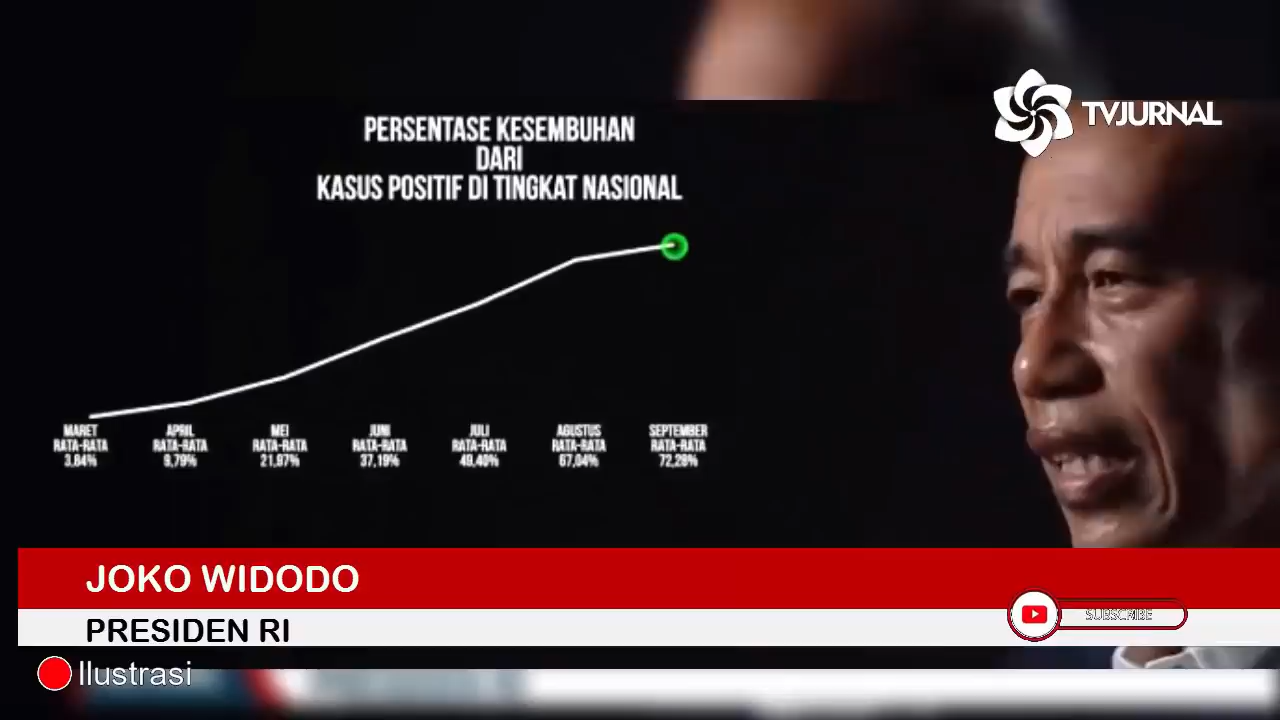 TVJURNAL
PERSENTASE KESEMBUHAN
DARI
KASUS POSITIF DI TINGKAT NASIONAL
MARET
RATA-RATA
3,84%
APRIL
RATA-RATA
9,79%
MEI
RATA-RATA
21,97%
JUNI
RATA-RATA
37,19%
JULI
RATA-RATA
49,40%
AGUSTUS
RATA-RATA
67,04%
SEPTEMBER
RATA-RATA
72,28%
JOKO WIDODO
PRESIDEN RI
SUBSCRIBE
Ilustrasi